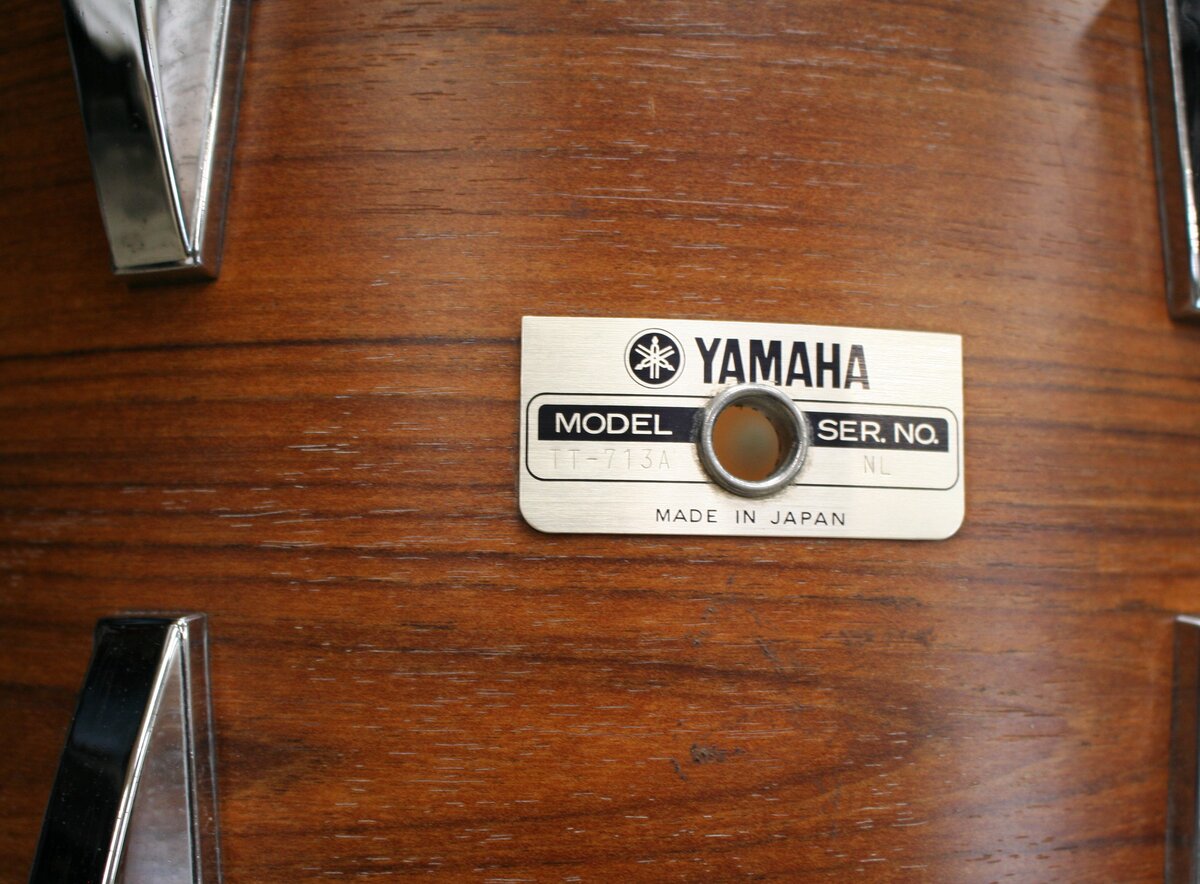 YAMAHA
MODEL SER. NO.
TT-713A NL
MADE IN JAPAN